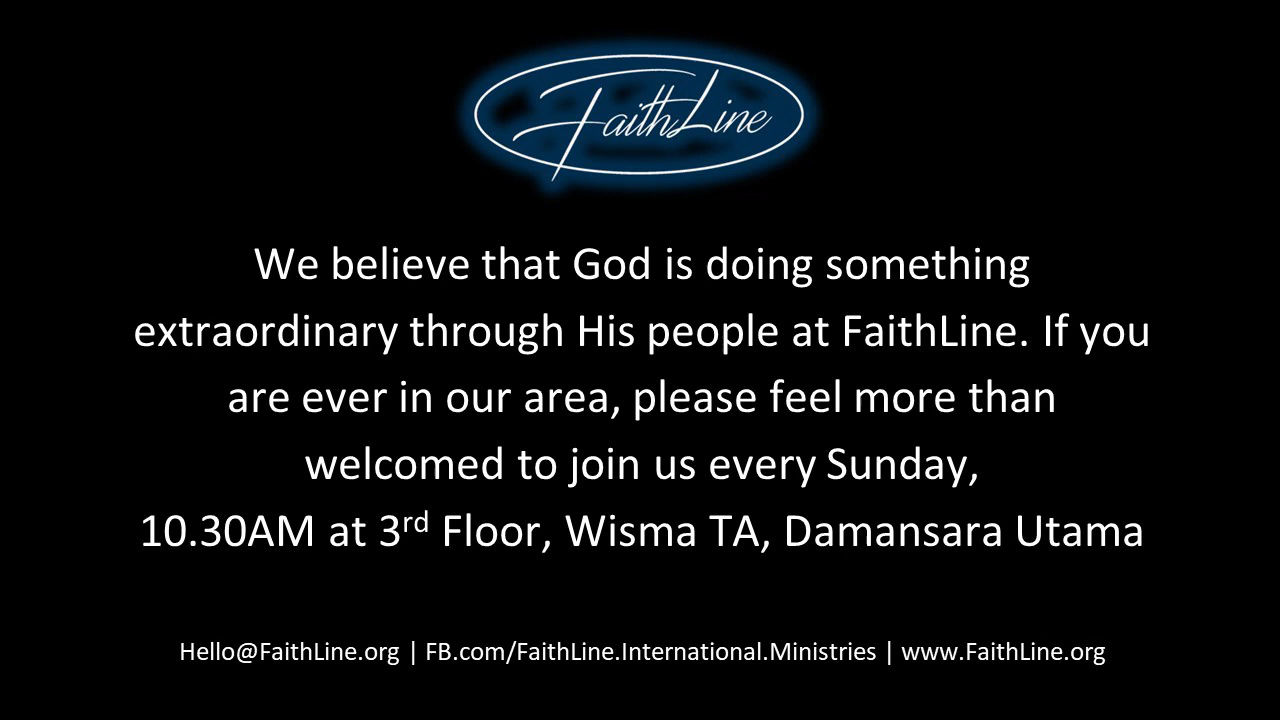 FaithLine
We believe that God is doing something
extraordinary through His people at FaithLine. If you
are ever in our area, please feel more than
welcomed to join us every Sunday,
10.30AM at 3rd Floor, Wisma TA, Damansara Utama
Hello@FaithLine.org | FB.com/FaithLine.International.Ministries | www.FaithLine.org